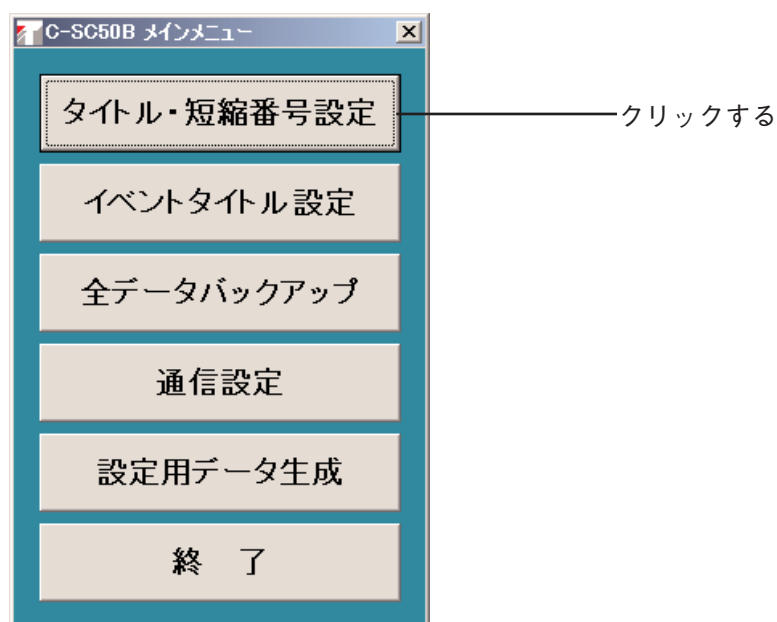 C-SC50B メインメニュー
タイトル・短縮番号設定
クリックする
イベントタイトル設定
全データバックアップ
通信設定
設定用データ生成
終　了